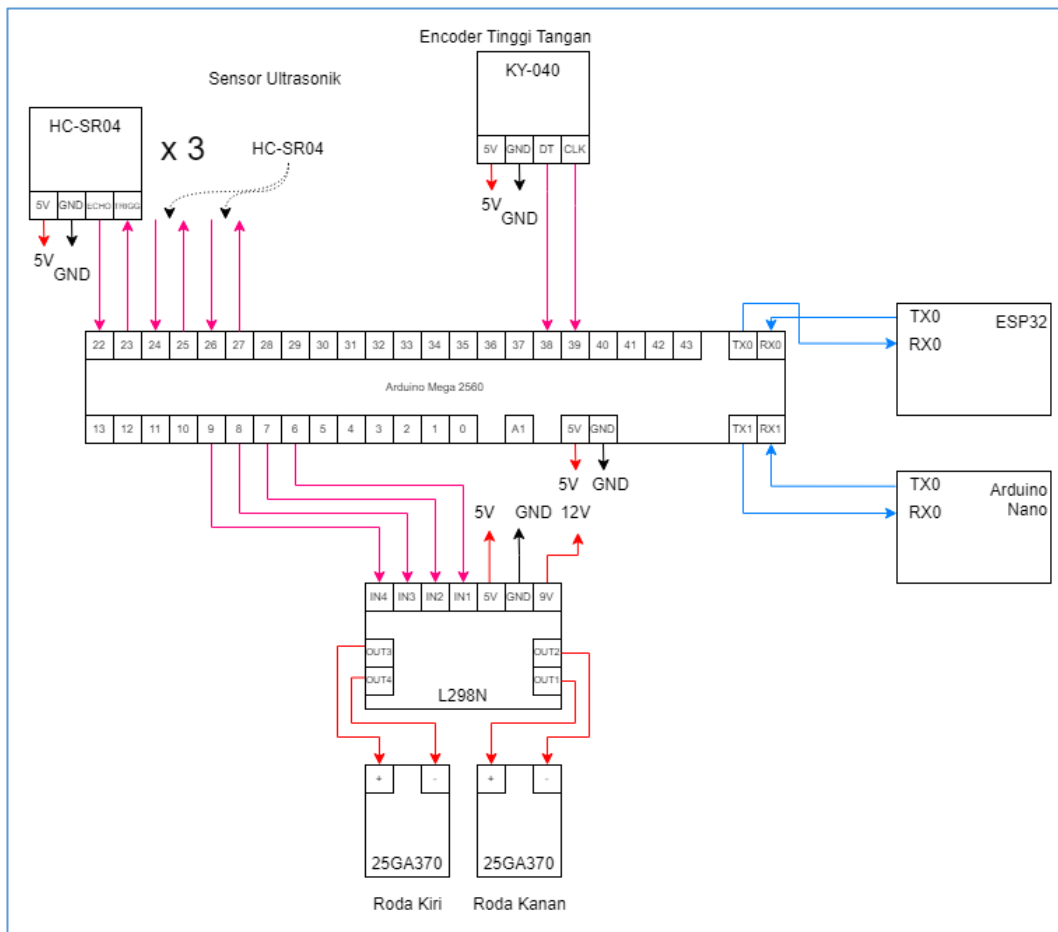 Encoder Tinggi Tangan
KY-040
5V GND DT CLK
5V
GND
Sensor Ultrasonik
HC-SR04
x 3
HC-SR04
5V GND ECHO TRIGG
5V
GND
22 23 24 25 26 27 28 29 30 31 32 33 34 35 36 37 38 39 40 41 42 43 TX0 RX0
Arduino Mega 2560
13 12 11 10 9 8 7 6 5 4 3 2 1 0 A1 5V GND TX1 RX1
TX0
RX0
ESP32
TX0
RX0
Arduino
Nano
5V GND
5V GND 12V
IN4 IN3 IN2 IN1 5V GND 9V
OUT3 OUT2
OUT4 OUT1
L298N
+ - + -
25GA370 25GA370
Roda Kiri Roda Kanan